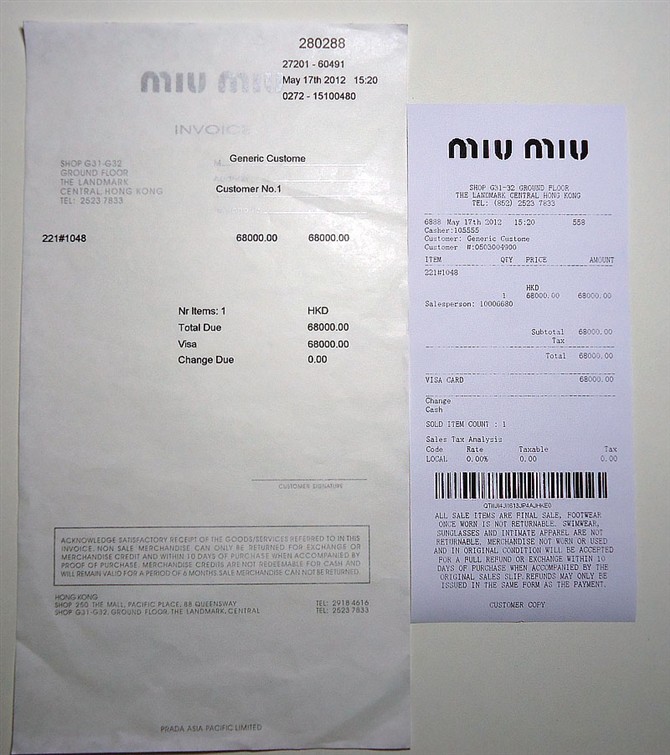 280288
27201 - 60491
May 17th 2012 15:20
0272 - 15100480
MIU MIU
INVOICE
Generic Custome
Customer No.1
SHOP G31-G32
GROUND FLOOR
THE LANDMARK
CENTRAL, HONG KONG
TEL: 2523 7833
221#1048 68000.00 68000.00
Nr Items: 1 HKD
Total Due 68000.00
Visa 68000.00
Change Due 0.00
CUSTOMER SIGNATURE
ACKNOWLEDGE SATISFACTORY RECEIPT OF THE GOODS/SERVICES REFERRED TO IN THIS
INVOICE. NON SALE MERCHANDISE CAN ONLY BE RETURNED FOR EXCHANGE OR
MERCHANDISE CREDIT AND WITHIN 10 DAYS OF PURCHASE WHEN ACCOMPANIED BY
PROOF OF PURCHASE. MERCHANDISE CREDITS ARE NOT REDEEMABLE FOR CASH AND
WILL REMAIN VALID FOR A PERIOD OF 6 MONTHS. SALE MERCHANDISE CAN NOT BE RETURNED.
HONG KONG
SHOP 250 THE MALL, PACIFIC PLACE, 88 QUEENSWAY TEL: 2918 4616
SHOP G31-G32, GROUND FLOOR, THE LANDMARK, CENTRAL TEL: 2523 7833
PRADA ASIA PACIFIC LIMITED
MIU MIU
SHOP G31-32 GROUND FLOOR
THE LANDMARK CENTRAL HONG KONG
TEL: (852) 2523 7833
6888 May 17th 2012 15:20 558
Casher:105555
Customer: Generic Custone
Customer #:0503004900
ITEM QTY PRICE AMOUNT
221#1048
HKD
1 68000.00 68000.00
Salesperson: 10006680
Subtotal 68000.00
Tax
Total 68000.00
VISA CARD 68000.00
Change
Cash
SOLD ITEM COUNT : 1
Sales Tax Analysis
Code Rate Taxable Tax
LOCAL 0.00% 0.00 0.00
ALL SALE ITEMS ARE FINAL SALE, FOOTWEAR
ONCE WORN IS NOT RETURNABLE. SWIMWEAR,
SUNGLASSES AND INTIMATE APPAREL ARE NOT
RETURNABLE, MERCHANDISE NOT WORN OR USED
AND IN ORIGINAL CONDITION WILL BE ACCEPTED
FOR A FULL REFUND OR EXCHANGE WITHIN 10
DAYS OF PURCHASE WHEN ACCOMPANIED BY THE
ORIGINAL SALES SLIP. REFUNDS MAY ONLY BE
ISSUED IN THE SAME FORM AS THE PAYMENT.
CUSTOMER COPY